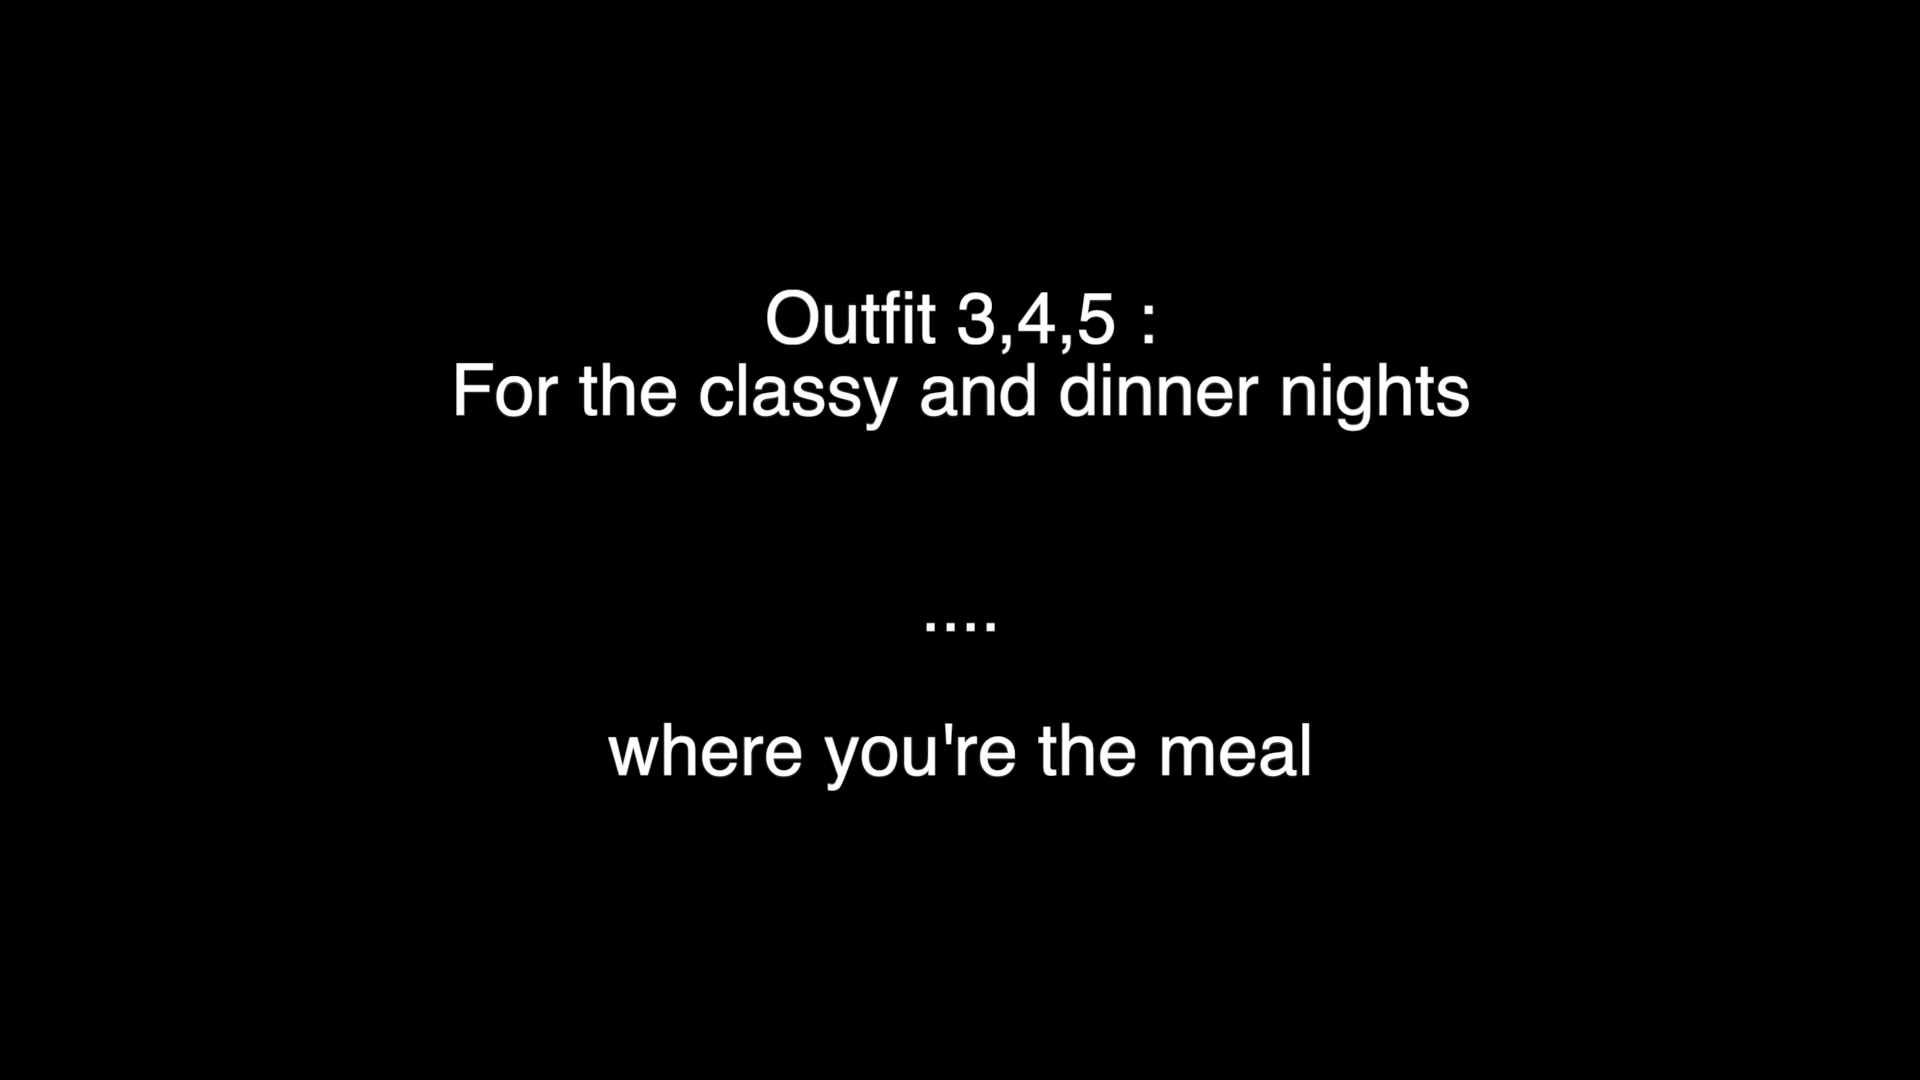 Outfit 3,4,5 :
For the classy and dinner nights
....
where you're the meal